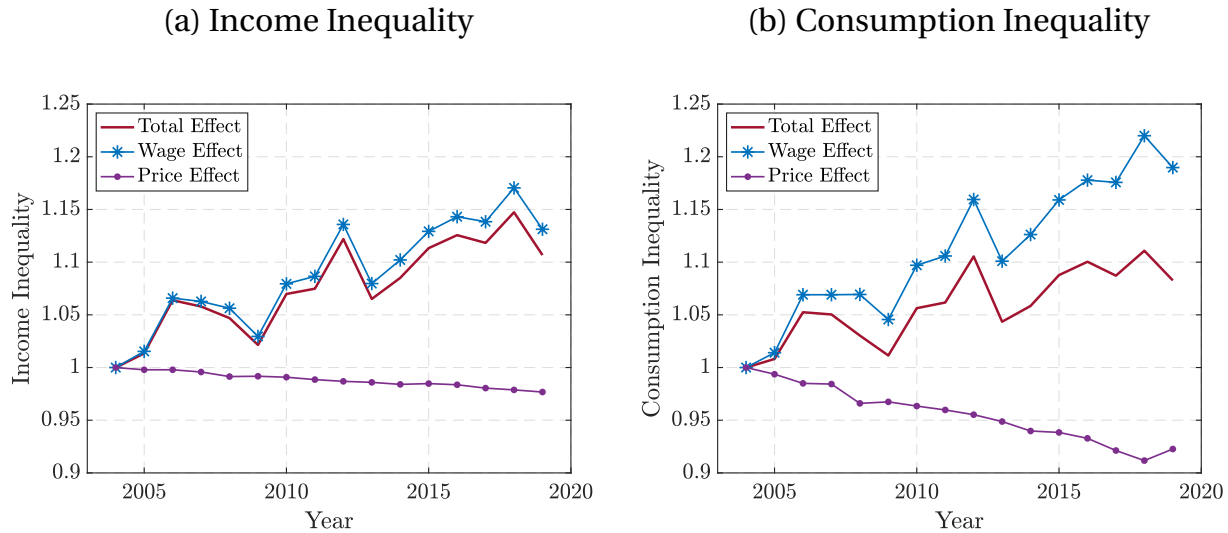 (a) Income Inequality
1.25
1.2
1.15
1.1
1.05
1
0.95
0.9
Income Inequality
Total Effect
Wage Effect
Price Effect
2005 2010 2015 2020
Year
(b) Consumption Inequality
1.25
1.2
1.15
1.1
1.05
1
0.95
0.9
Consumption Inequality
Total Effect
Wage Effect
Price Effect
2005 2010 2015 2020
Year